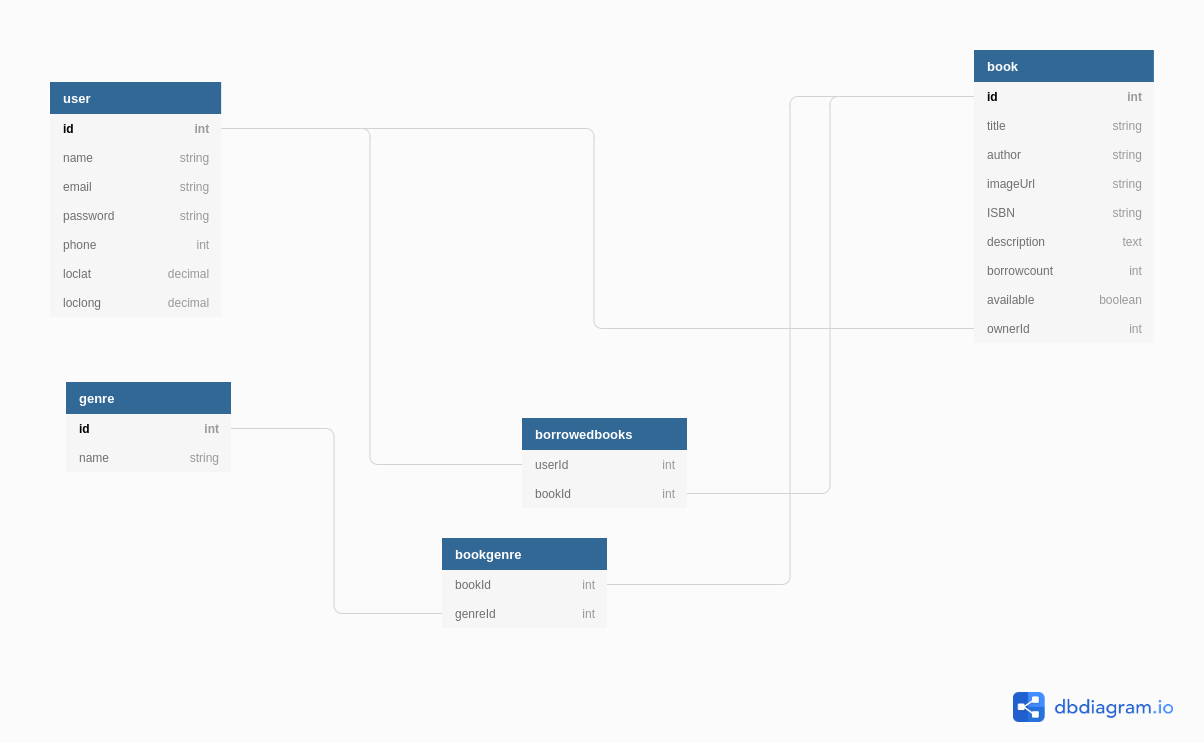 user
id int
name string
email string
password string
phone int
loclat decimal
loclong decimal
book
id int
title string
author string
imageUrl string
ISBN string
description text
borrowcount int
available boolean
ownerId int
genre
id int
name string
borrowedbooks
userId int
bookId int
bookgenre
bookId int
genreId int
dbdiagram.io